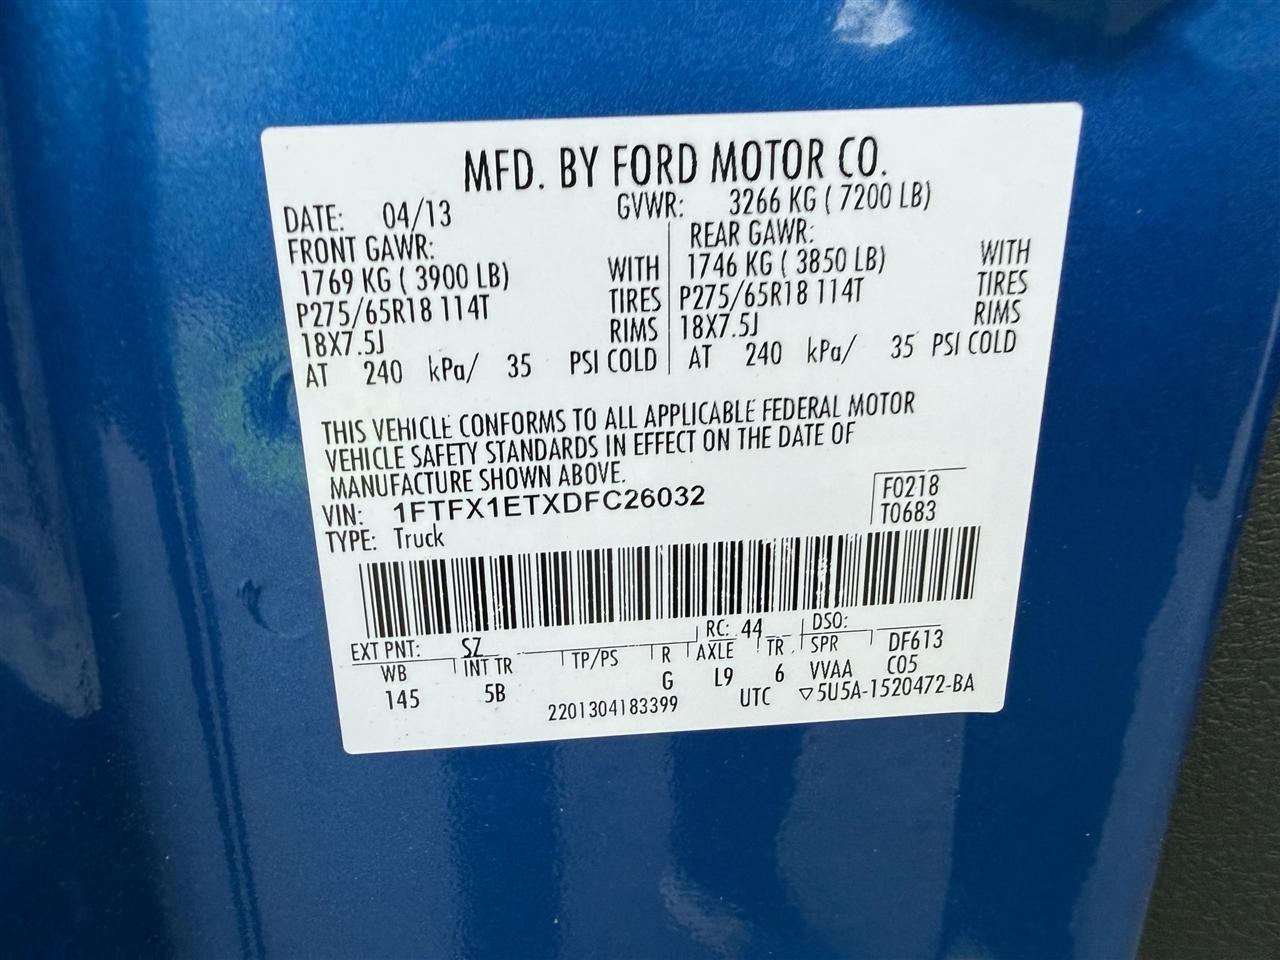 MFD. BY FORD MOTOR CO.
DATE: 04/13 GVWR: 3266 KG ( 7200 LB)
FRONT GAWR: REAR GAWR:
1769 KG ( 3900 LB) WITH 1746 KG ( 3850 LB) WITH
P275/65R18 114T TIRES P275/65R18 114T TIRES
18X7.5J RIMS 18X7.5J RIMS
AT 240 kPa/ 35 PSI COLD AT 240 kPa/ 35 PSI COLD
THIS VEHICLE CONFORMS TO ALL APPLICABLE FEDERAL MOTOR
VEHICLE SAFETY STANDARDS IN EFFECT ON THE DATE OF
MANUFACTURE SHOWN ABOVE.
VIN: 1FTFX1ETXDFC26032 F0218
TYPE: Truck T0683
EXT PNT: SZ RC: 44 DSO:
WB INT TR TP/PS R AXLE TR SPR DF613
145 5B G L9 6 VVAA C05
2201304183399 UTC ▽5U5A-1520472-BA